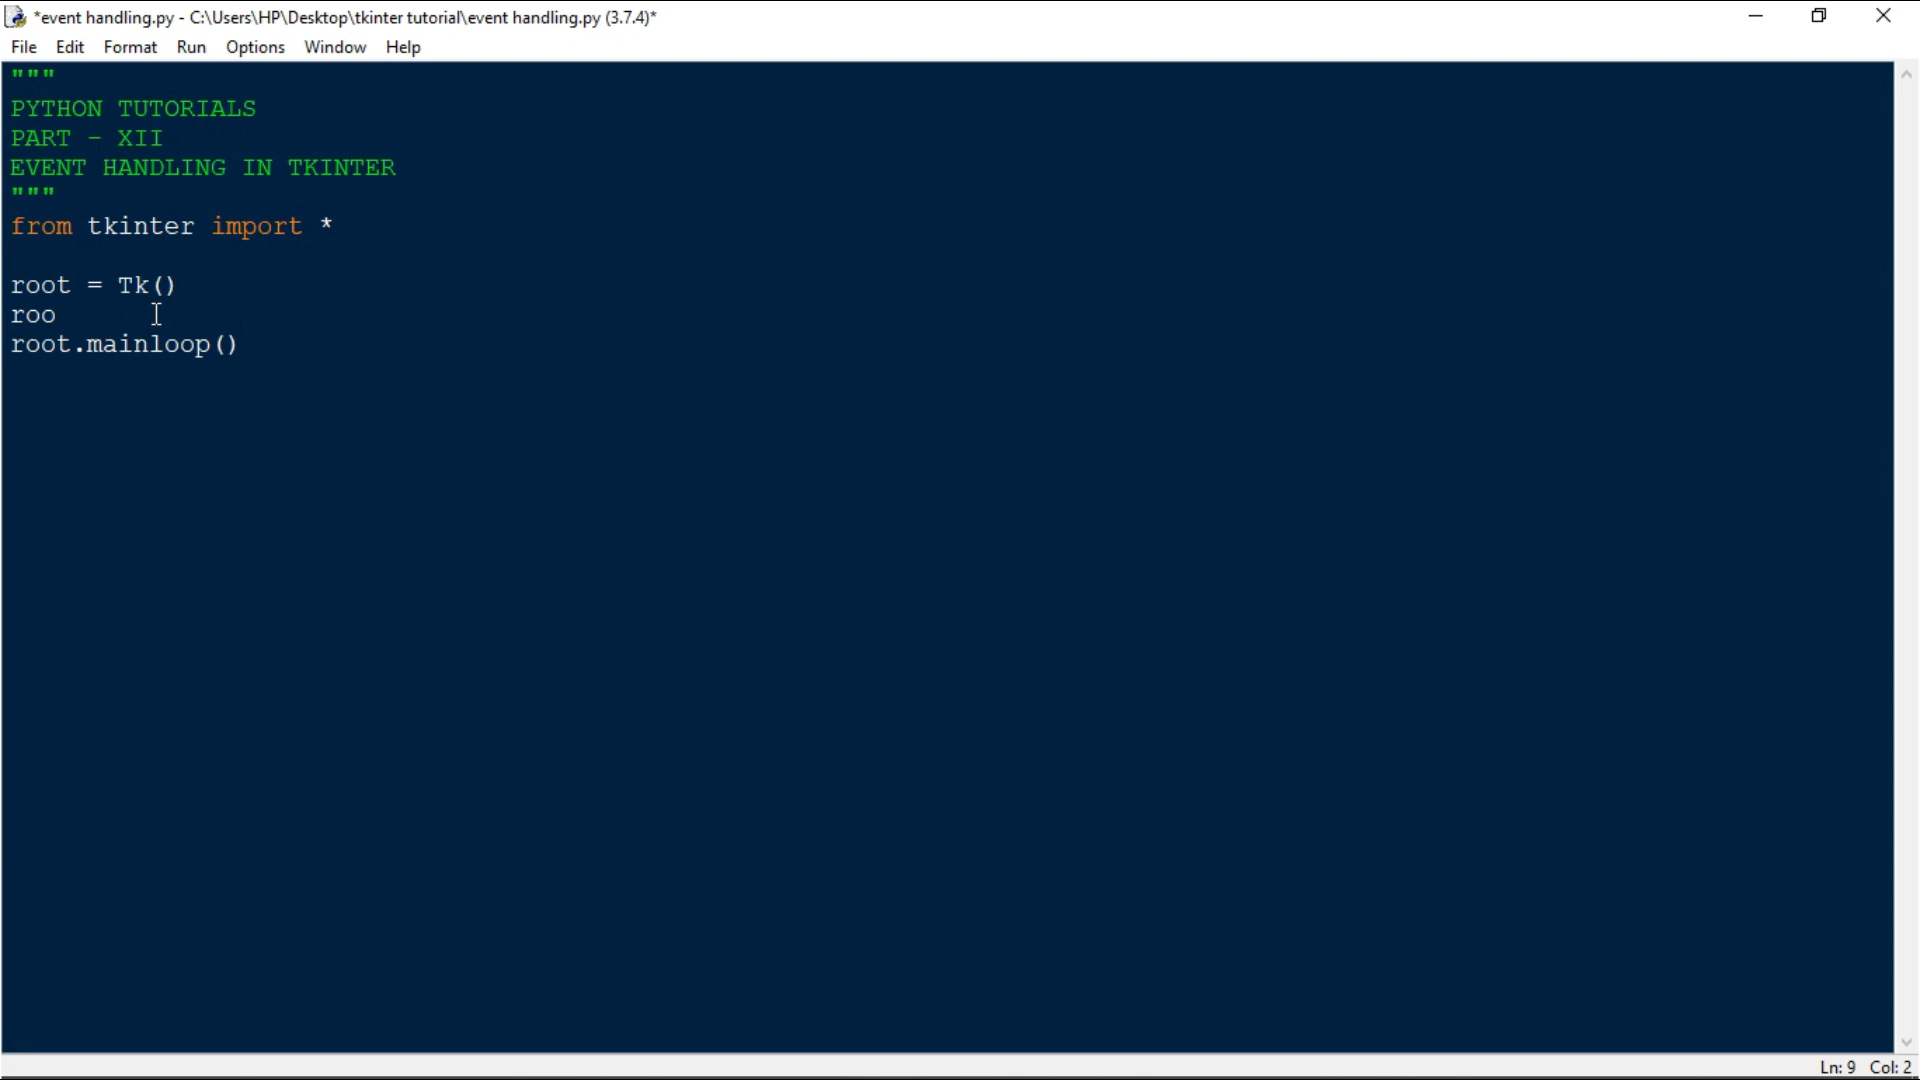 *event handling.py - C:\Users\HP\Desktop\tkinter tutorial\event handling.py (3.7.4)*
File Edit Format Run Options Window Help
"""
PYTHON TUTORIALS
PART - XII
EVENT HANDLING IN TKINTER
"""
from tkinter import *
root = Tk()
roo
root.mainloop()
Ln: 9 Col: 2